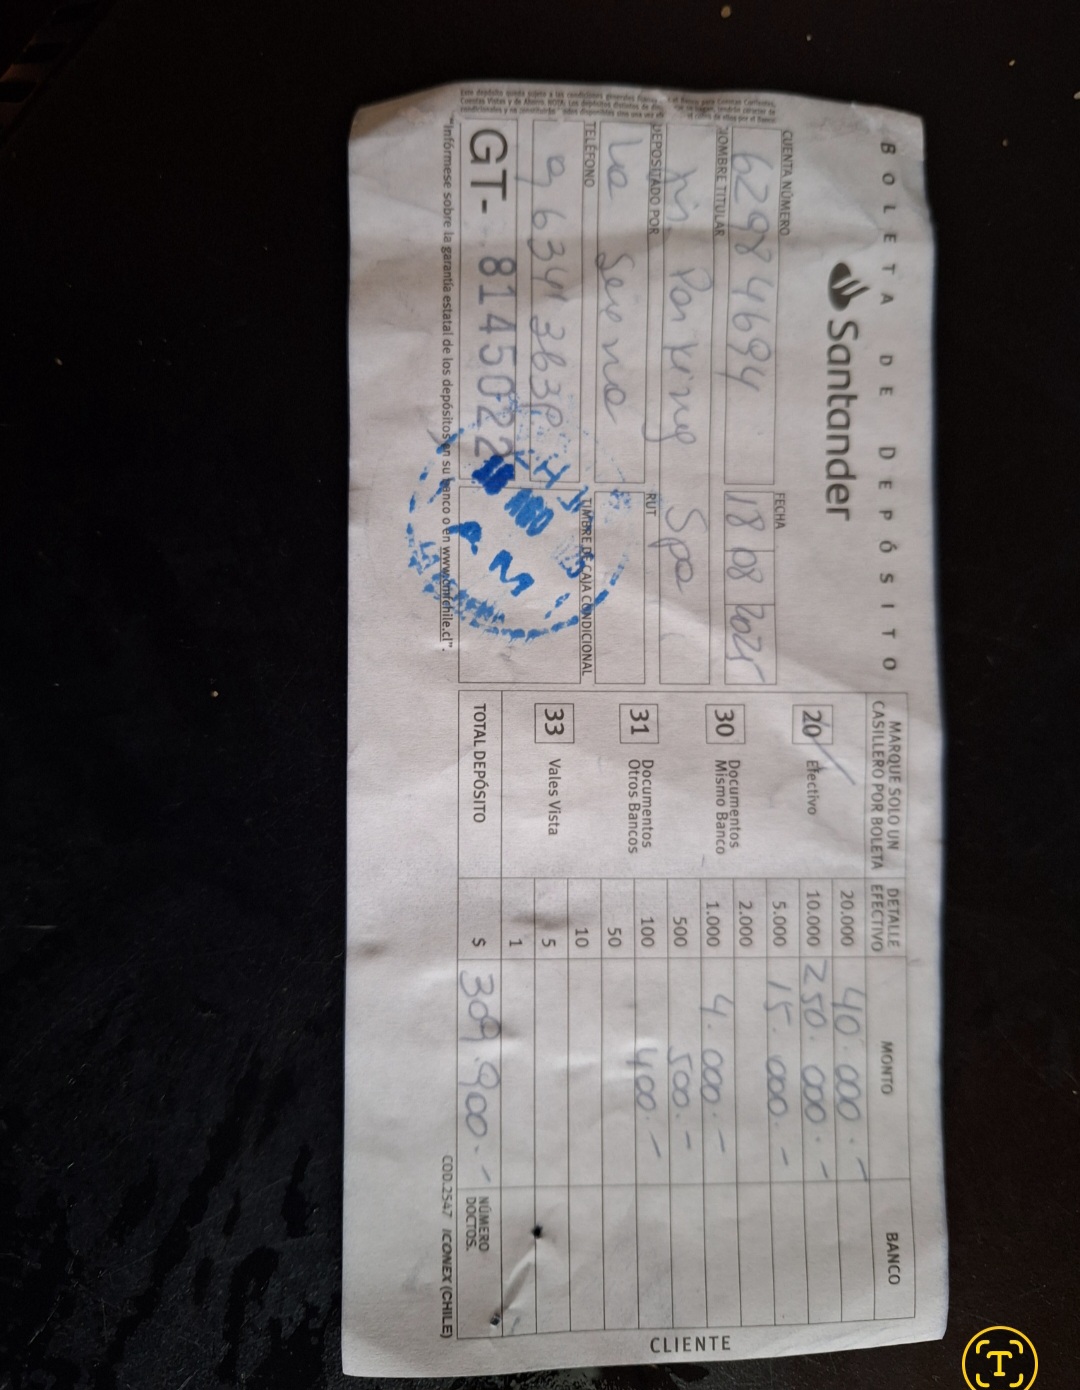 BOLETA DE DEPÓSITO
Santander
CUENTA NÚMERO
62984694
FECHA
18 08 2025
NOMBRE TITULAR
Parking Spa
DEPOSITADO POR
La Serena
RUT
TELÉFONO
TIMBRE DE CAJA CONDICIONAL
GT- 8145022
"Infórmese sobre la garantía estatal de los depósitos en su banco o en www.cmfchile.cl".
MARQUE SOLO UN CASILLERO POR BOLETA
20 Efectivo
30 Documentos Mismo Banco
31 Documentos Otros Bancos
33 Vales Vista
DETALLE EFECTIVO MONTO BANCO
20.000 40.000.-
10.000 250.000.-
5.000 15.000.-
2.000
1.000 4.000.-
500 500.-
100 400.-
50
10
5
1
TOTAL DEPÓSITO $ 309.900.-
NÚMERO DOCTOS.
COD.2547 ICONEX (CHILE)
CLIENTE